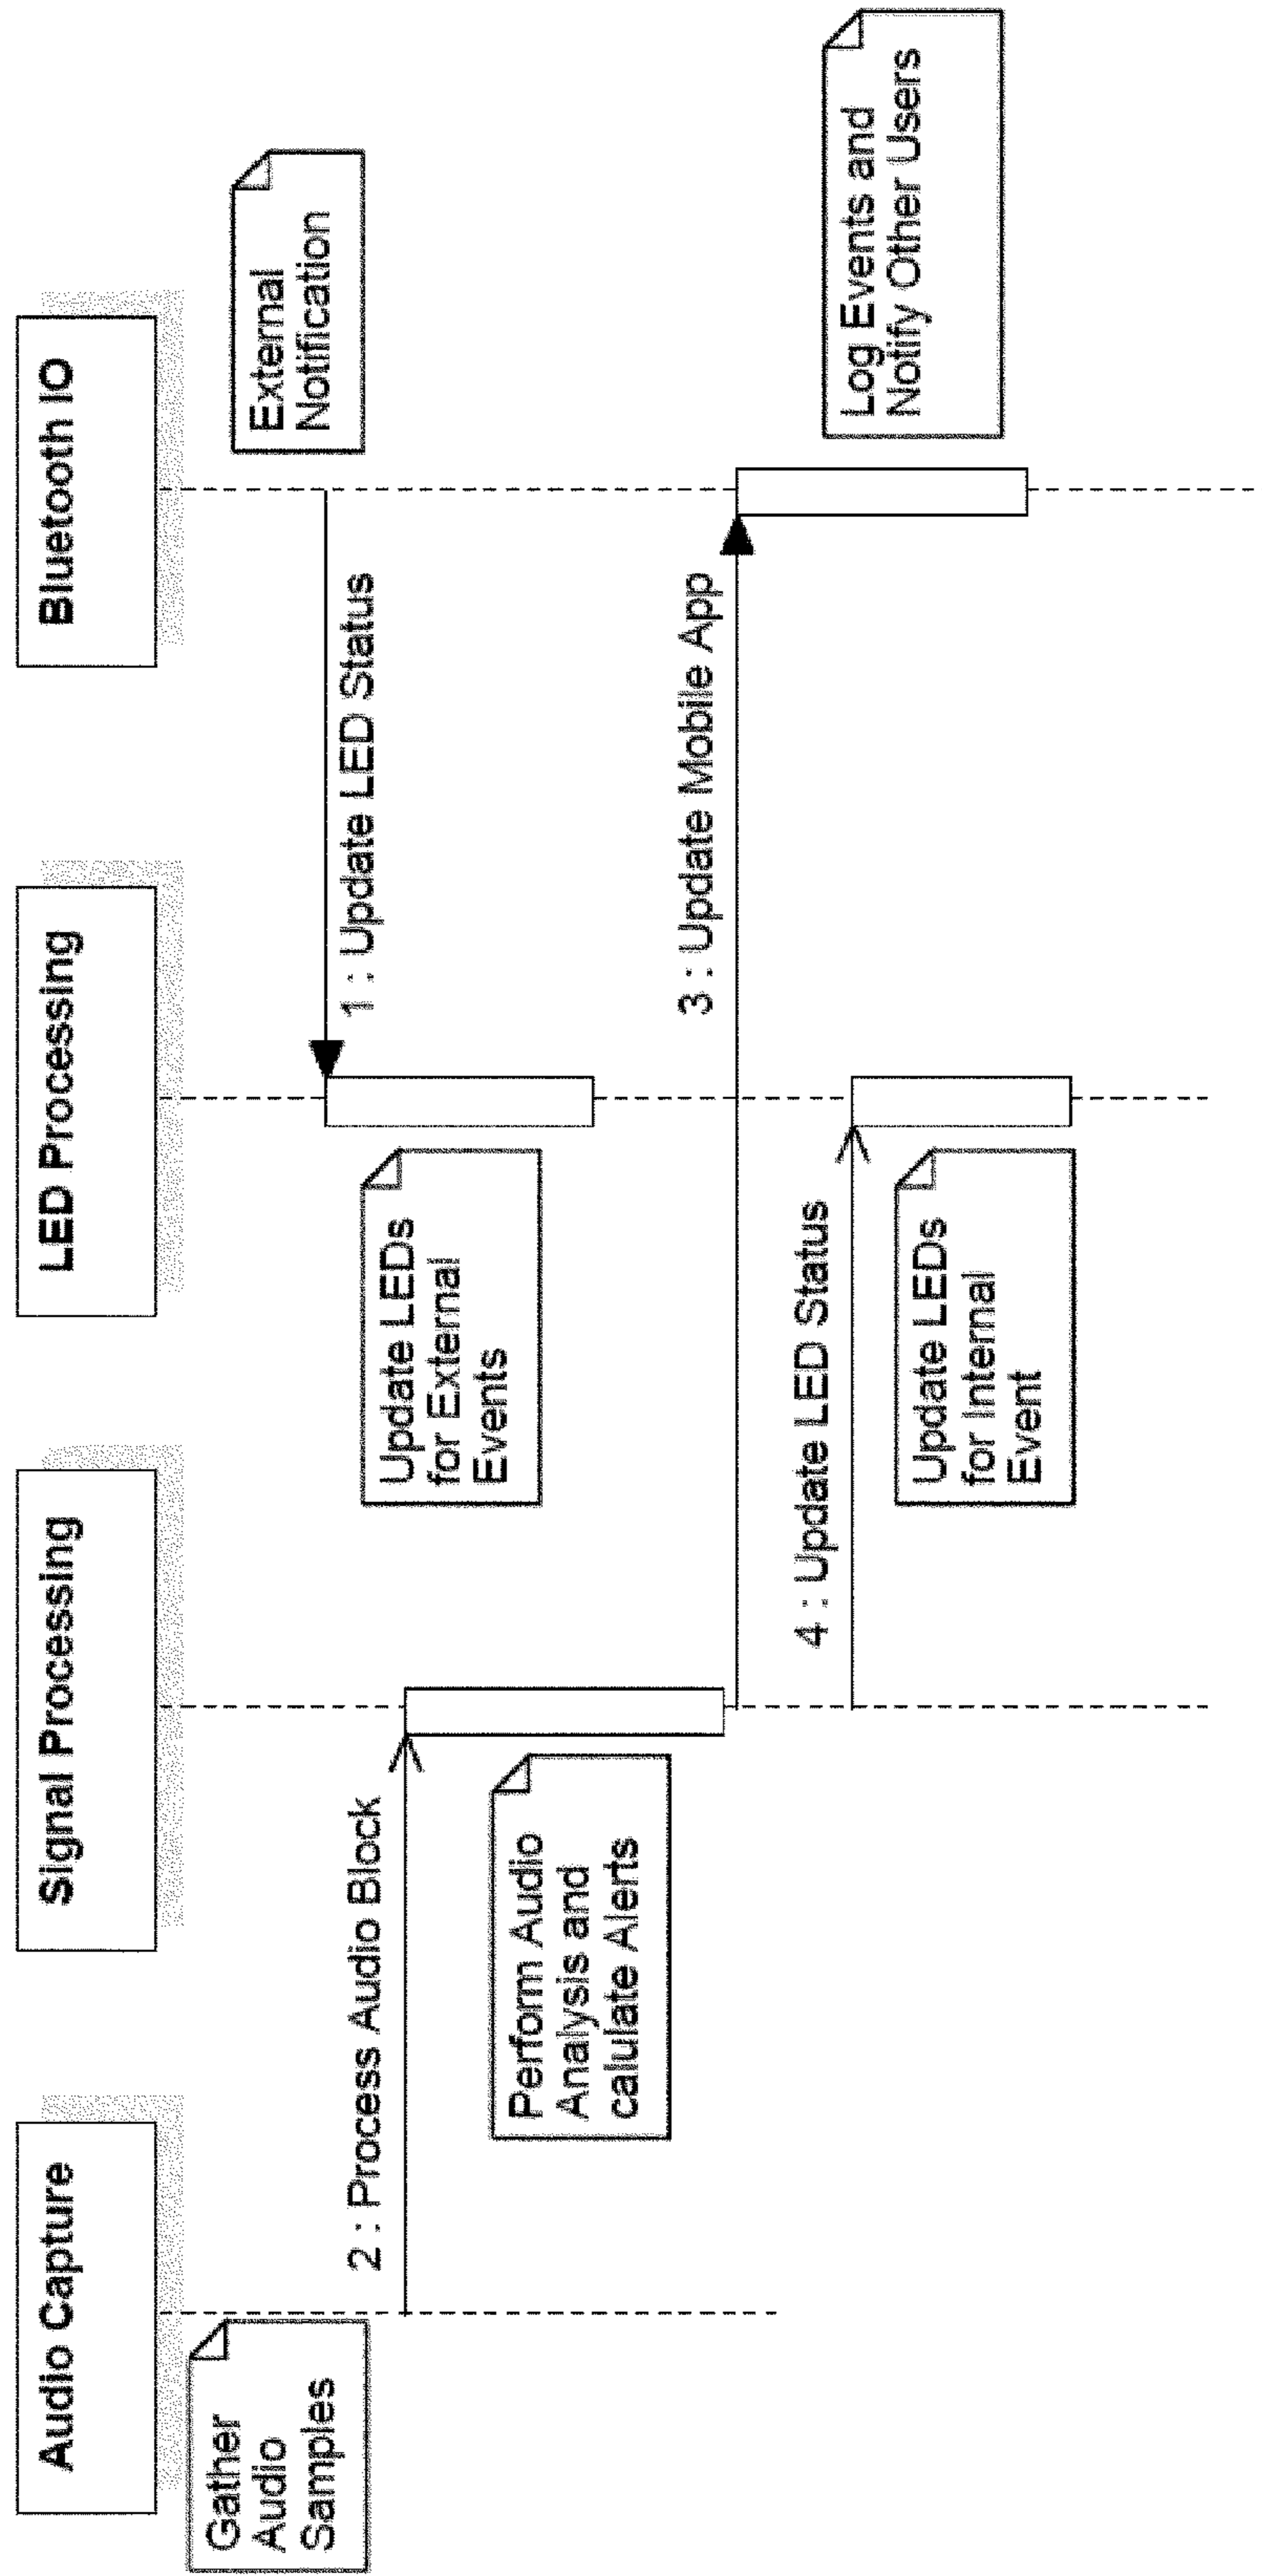 Audio Capture
Signal Processing
LED Processing
Bluetooth IO
Gather
Audio
Samples
External
Notification
1 : Update LED Status
2 : Process Audio Block
Update LEDs
for External
Events
Perform Audio
Analysis and
calulate Alerts
3 : Update Mobile App
4 : Update LED Status
Log Events and
Notify Other Users
Update LEDs
for Internal
Event